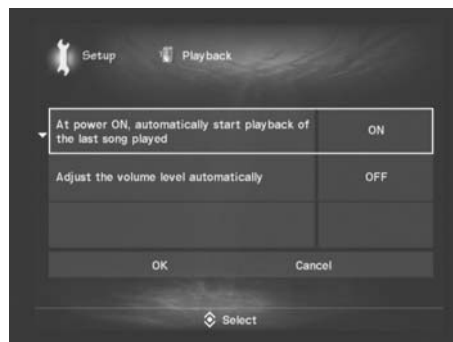 Setup
Playback
At power ON, automatically start playback of
the last song played
ON
Adjust the volume level automatically
OFF
OK
Cancel
Select